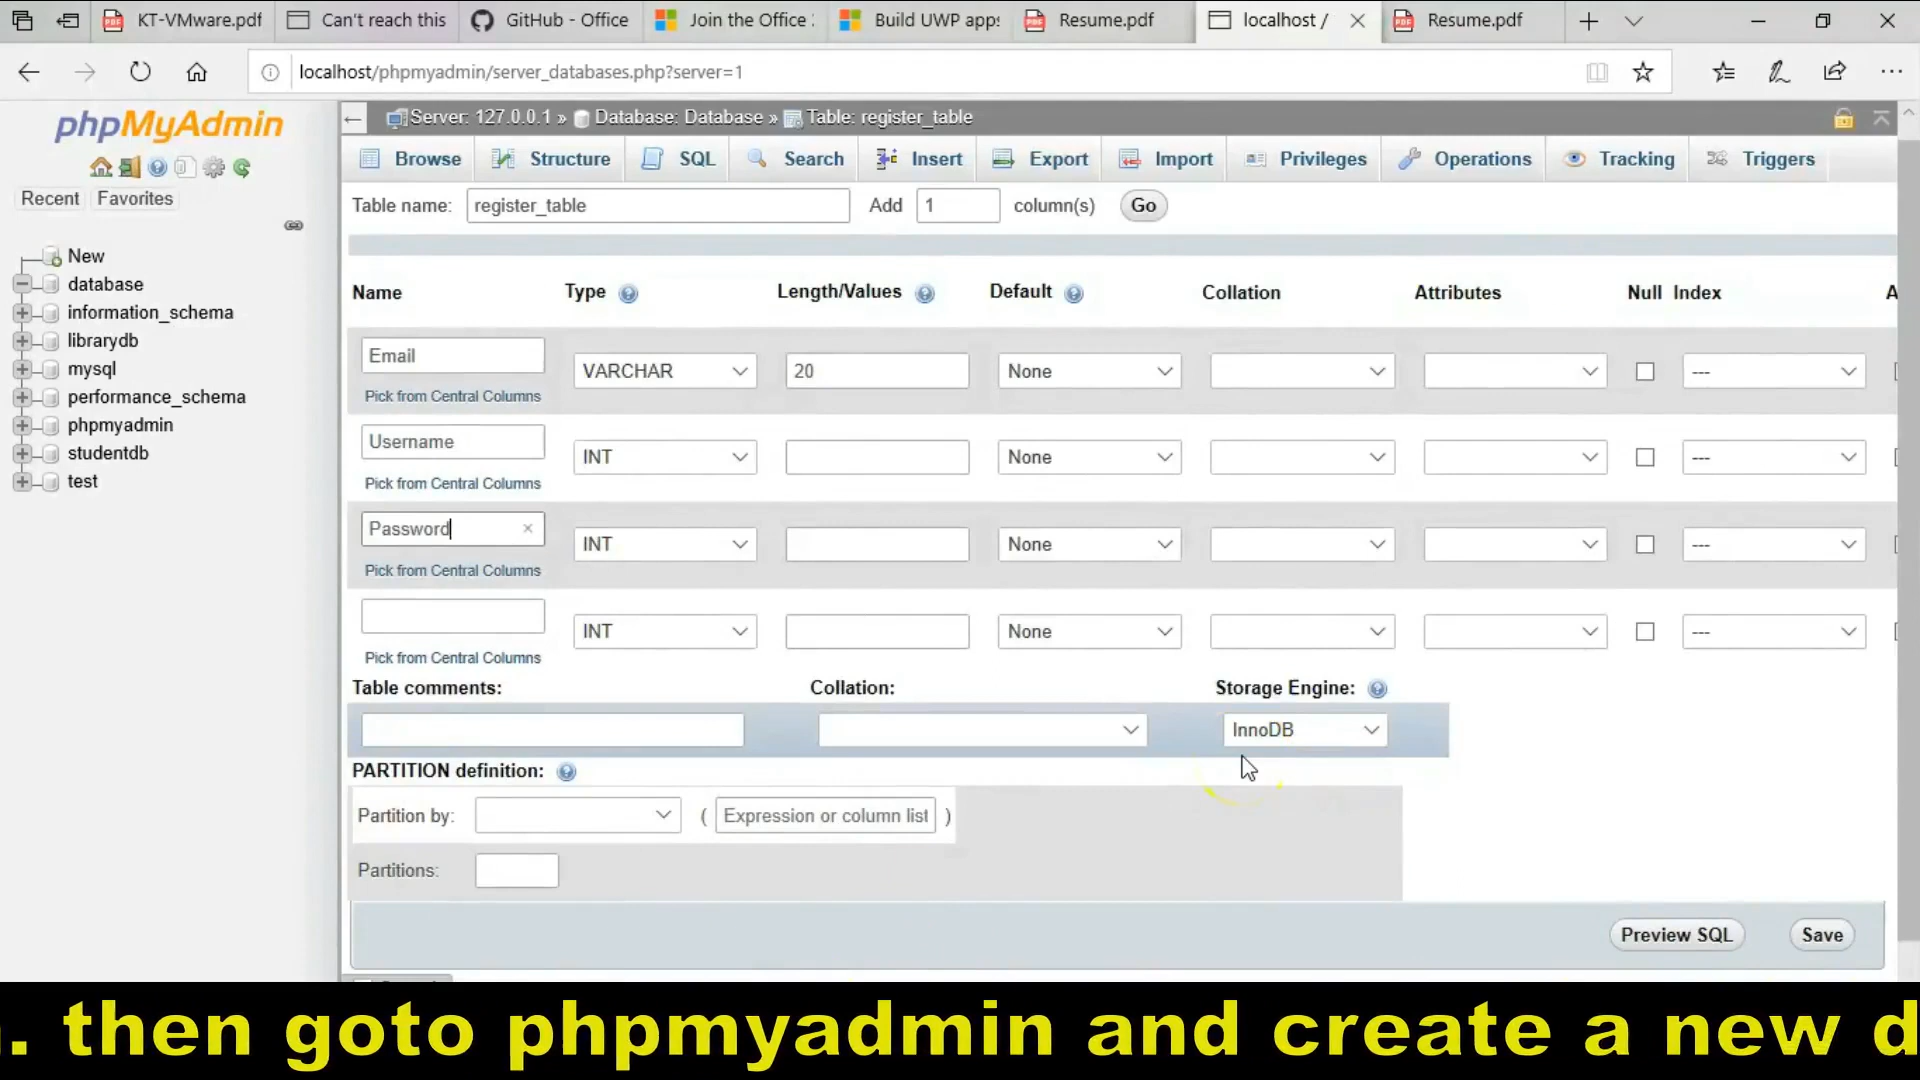 KT-VMware.pdf
Can't reach this
GitHub - Office
Join the Office
Build UWP apps
Resume.pdf
localhost /
Resume.pdf
localhost/phpmyadmin/server_databases.php?server=1
phpMyAdmin
Recent
Favorites
New
database
information_schema
librarydb
mysql
performance_schema
phpmyadmin
studentdb
test
Server: 127.0.0.1 » Database: Database » Table: register_table
Browse
Structure
SQL
Search
Insert
Export
Import
Privileges
Operations
Tracking
Triggers
Table name: register_table Add 1 column(s) Go
Name Type Length/Values Default Collation Attributes Null Index A
Email VARCHAR 20 None ---
Pick from Central Columns
Username INT None ---
Pick from Central Columns
Password INT None ---
Pick from Central Columns
INT None ---
Pick from Central Columns
Table comments: Collation: Storage Engine:
InnoDB
PARTITION definition:
Partition by: ( Expression or column list )
Partitions:
Preview SQL Save
. then goto phpmyadmin and create a new d